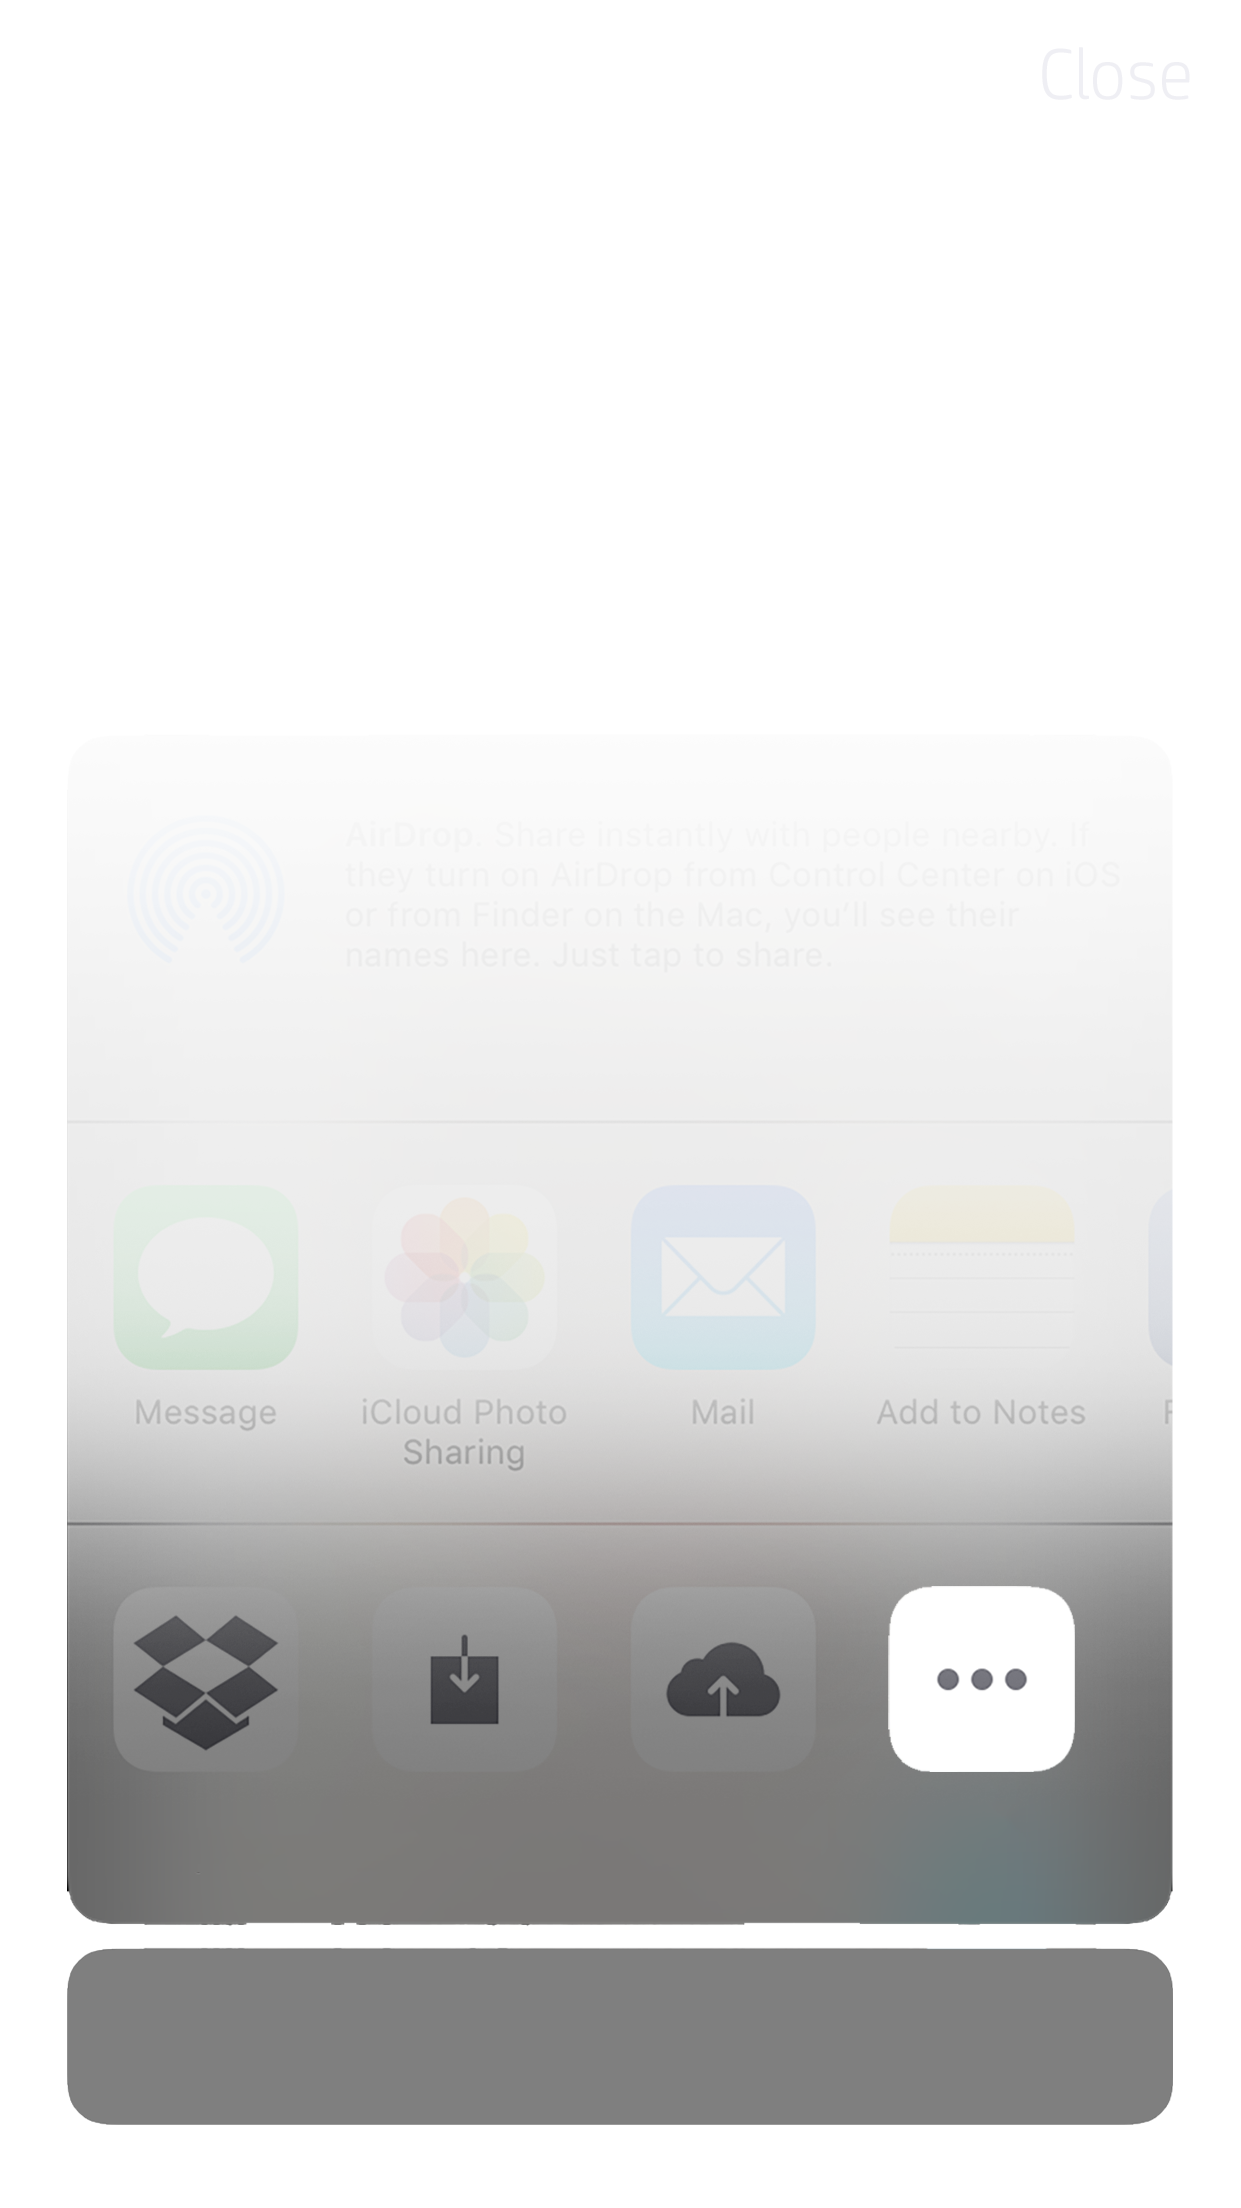 Close
AirDrop. Share instantly with people nearby. If
they turn on AirDrop from Control Center on iOS
or from Finder on the Mac, you'll see their
names here. Just tap to share.
Message
iCloud Photo
Sharing
Mail
Add to Notes